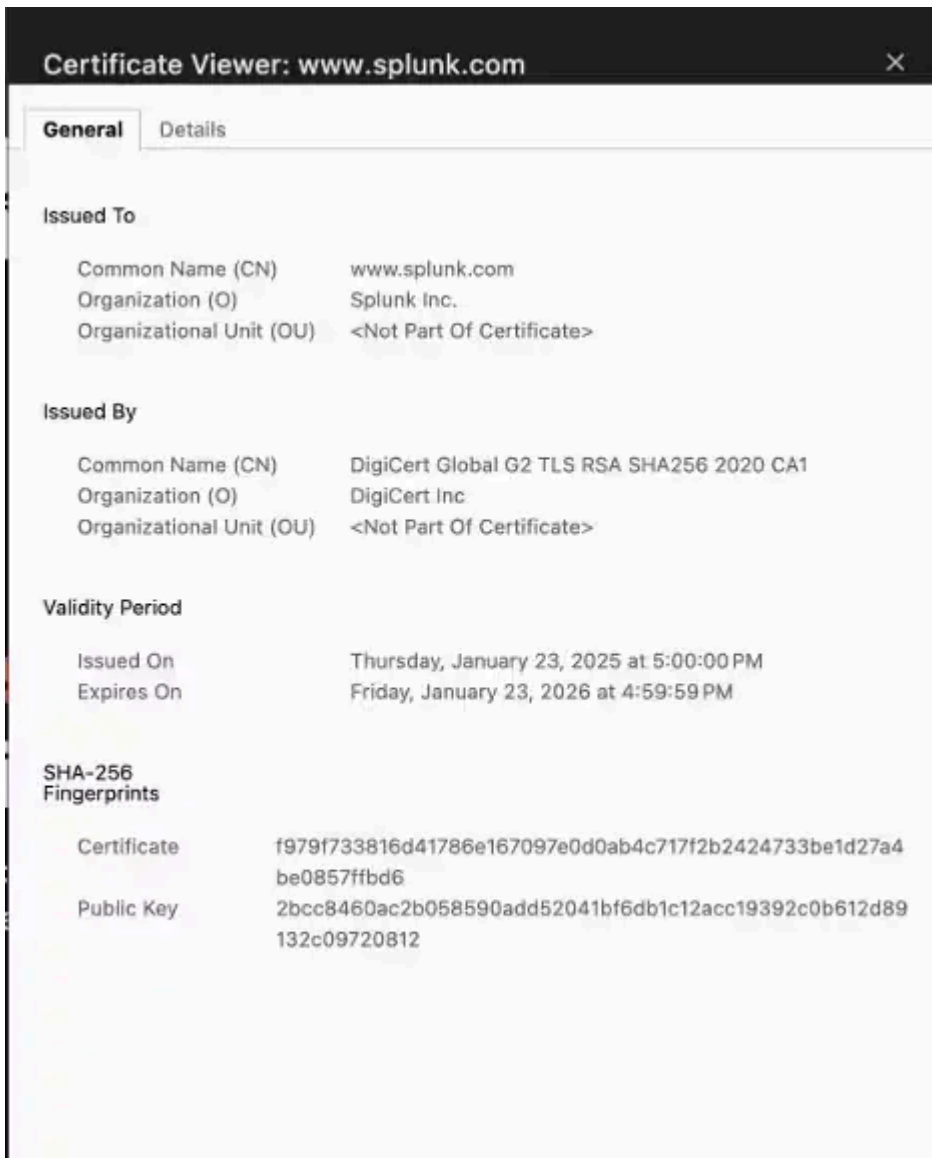 Certificate Viewer: www.splunk.com ×
General Details
Issued To
Common Name (CN) www.splunk.com
Organization (O) Splunk Inc.
Organizational Unit (OU) <Not Part Of Certificate>
Issued By
Common Name (CN) DigiCert Global G2 TLS RSA SHA256 2020 CA1
Organization (O) DigiCert Inc
Organizational Unit (OU) <Not Part Of Certificate>
Validity Period
Issued On Thursday, January 23, 2025 at 5:00:00 PM
Expires On Friday, January 23, 2026 at 4:59:59 PM
SHA-256
Fingerprints
Certificate f979f733816d41786e167097e0d0ab4c717f2b2424733be1d27a4
be0857ffbd6
Public Key 2bcc8460ac2b058590add52041bf6db1c12acc19392c0b612d89
132c09720812